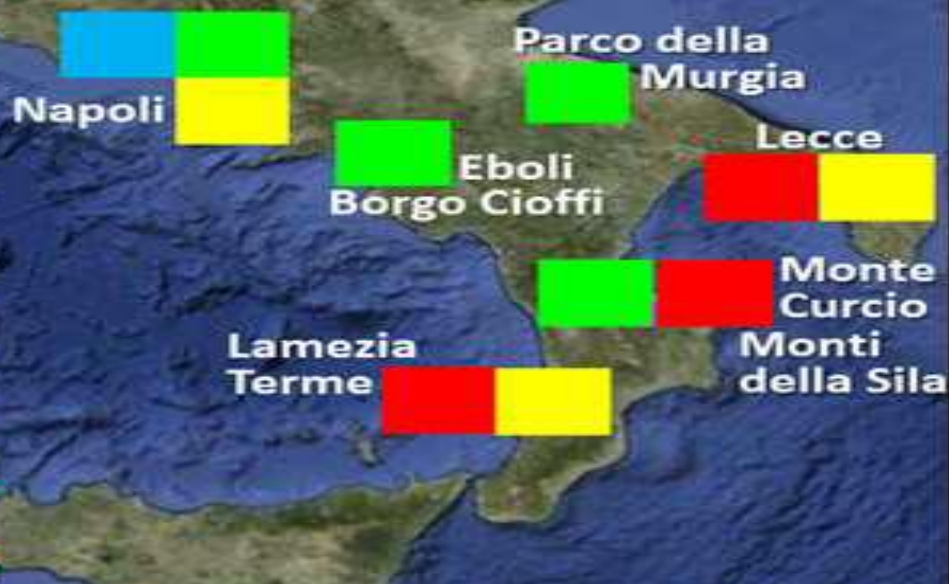 Parco della
Murgia
Napoli
Lecce
Eboli
Borgo Cioffi
Monte
Curcio
Lamezia
Terme
Monti
della Sila